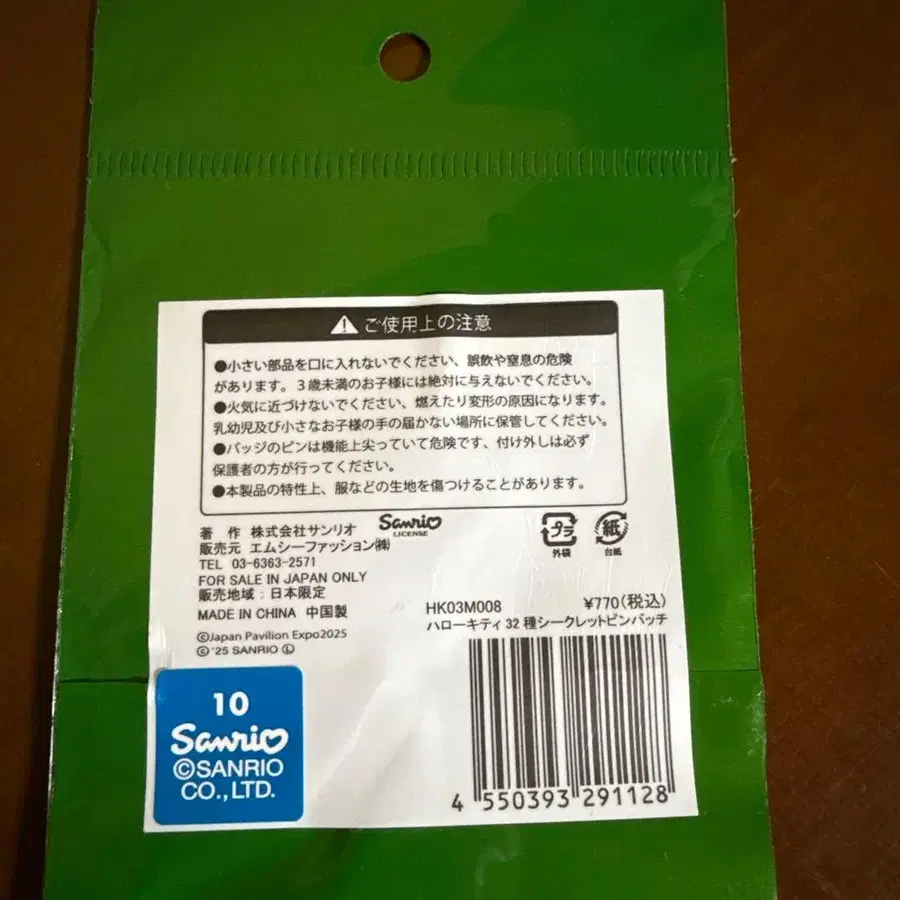 ⚠ ご使用上の注意
●小さい部品を口に入れないでください、誤飲や窒息の危険
があります。3歳未満のお子様には絶対に与えないでください。
●火気に近づけないでください、燃えたり変形の原因になります。
乳幼児及び小さなお子様の手の届かない場所に保管してください。
●バッジのピンは機能上尖っていて危険です、付け外しは必ず
保護者の方が行ってください。
●本製品の特性上、服などの生地を傷つけることがあります。
著 作 株式会社サンリオ
Sanrio
LICENSE
販売元 エムシーファッション㈱
TEL 03-6363-2571
FOR SALE IN JAPAN ONLY
販売地域:日本限定
MADE IN CHINA 中国製
©Japan Pavilion Expo2025
© '25 SANRIO Ⓛ
プラ
外袋
紙
台紙
HK03M008 ¥770(税込)
ハローキティ 32 種シークレットピンバッチ
4 550393 291128
10
Sanrio
©SANRIO
CO.,LTD.